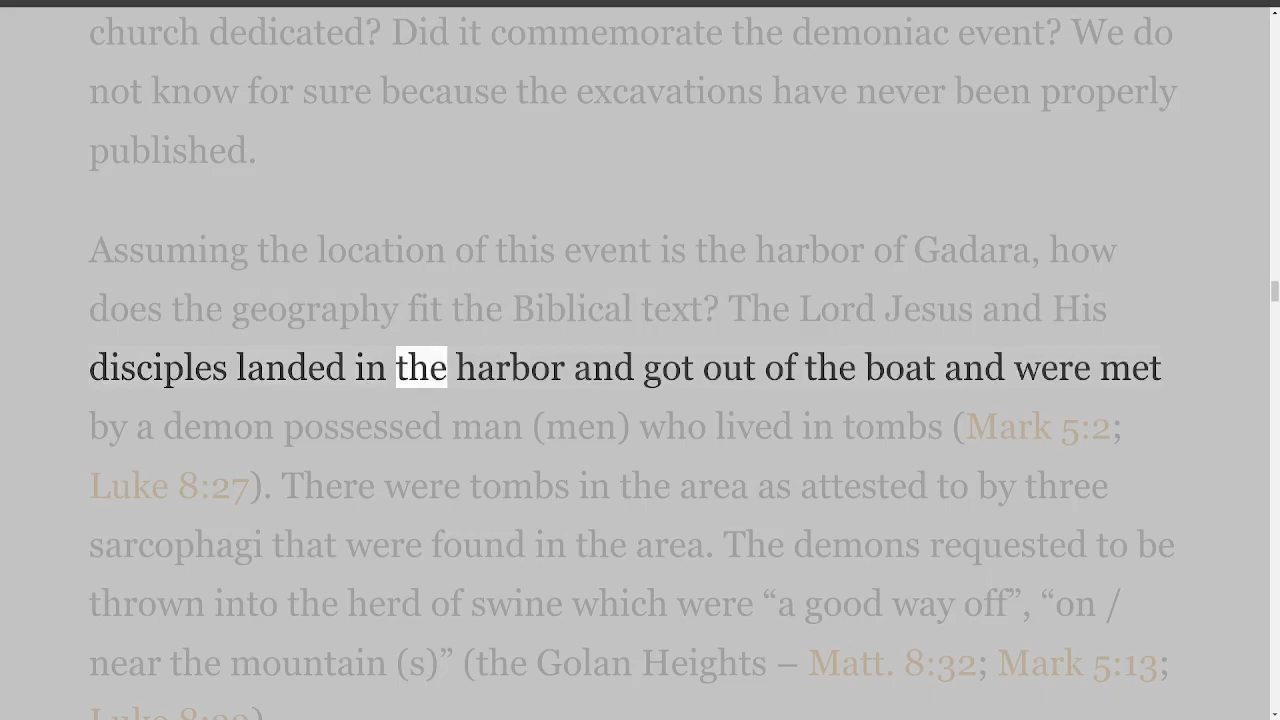 church dedicated? Did it commemorate the demoniac event? We do
not know for sure because the excavations have never been properly
published.
Assuming the location of this event is the harbor of Gadara, how
does the geography fit the Biblical text? The Lord Jesus and His
disciples landed in the harbor and got out of the boat and were met
by a demon possessed man (men) who lived in tombs (Mark 5:2;
Luke 8:27). There were tombs in the area as attested to by three
sarcophagi that were found in the area. The demons requested to be
thrown into the herd of swine which were “a good way off”, “on /
near the mountain (s)” (the Golan Heights – Matt. 8:32; Mark 5:13;
Luke